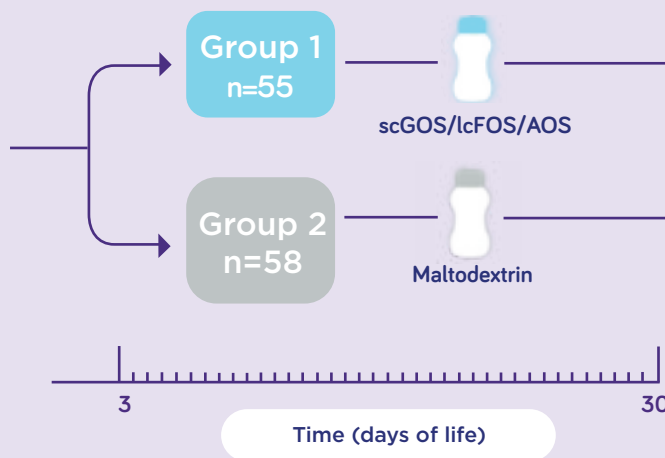 Group 1
n=55
scGOS/lcFOS/AOS
Group 2
n=58
Maltodextrin
3
30
Time (days of life)